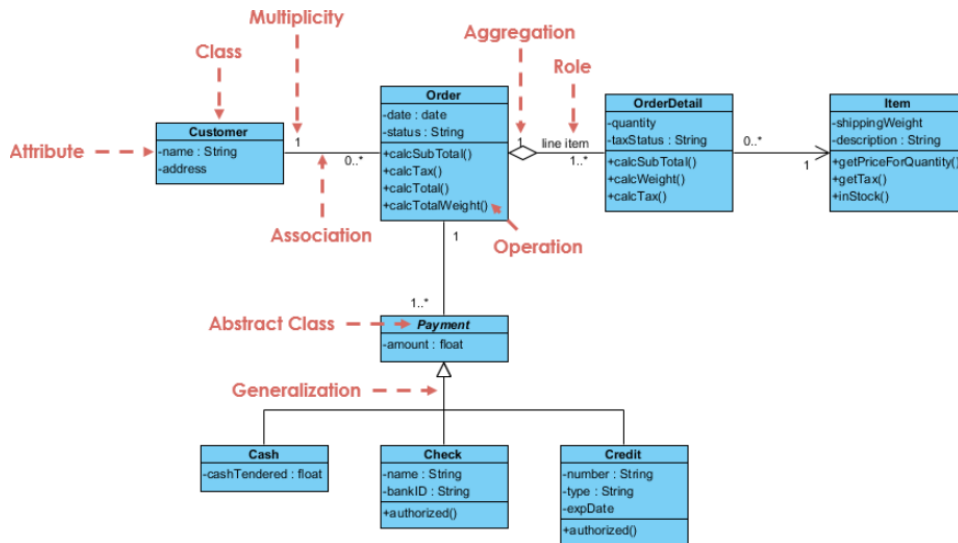 Multiplicity
Aggregation
Class
Role
Attribute
Customer
-name : String
-address
1
0..*
Association
Order
-date : date
-status : String
+calcSubTotal()
+calcTax()
+calcTotal()
+calcTotalWeight()
1
line item
1..*
Operation
OrderDetail
-quantity
-taxStatus : String
+calcSubTotal()
+calcWeight()
+calcTax()
0..*
1
Item
-shippingWeight
-description : String
+getPriceForQuantity()
+getTax()
+inStock()
1
1..*
Abstract Class
Payment
-amount : float
Generalization
Cash
-cashTendered : float
Check
-name : String
-bankID : String
+authorized()
Credit
-number : String
-type : String
-expDate
+authorized()